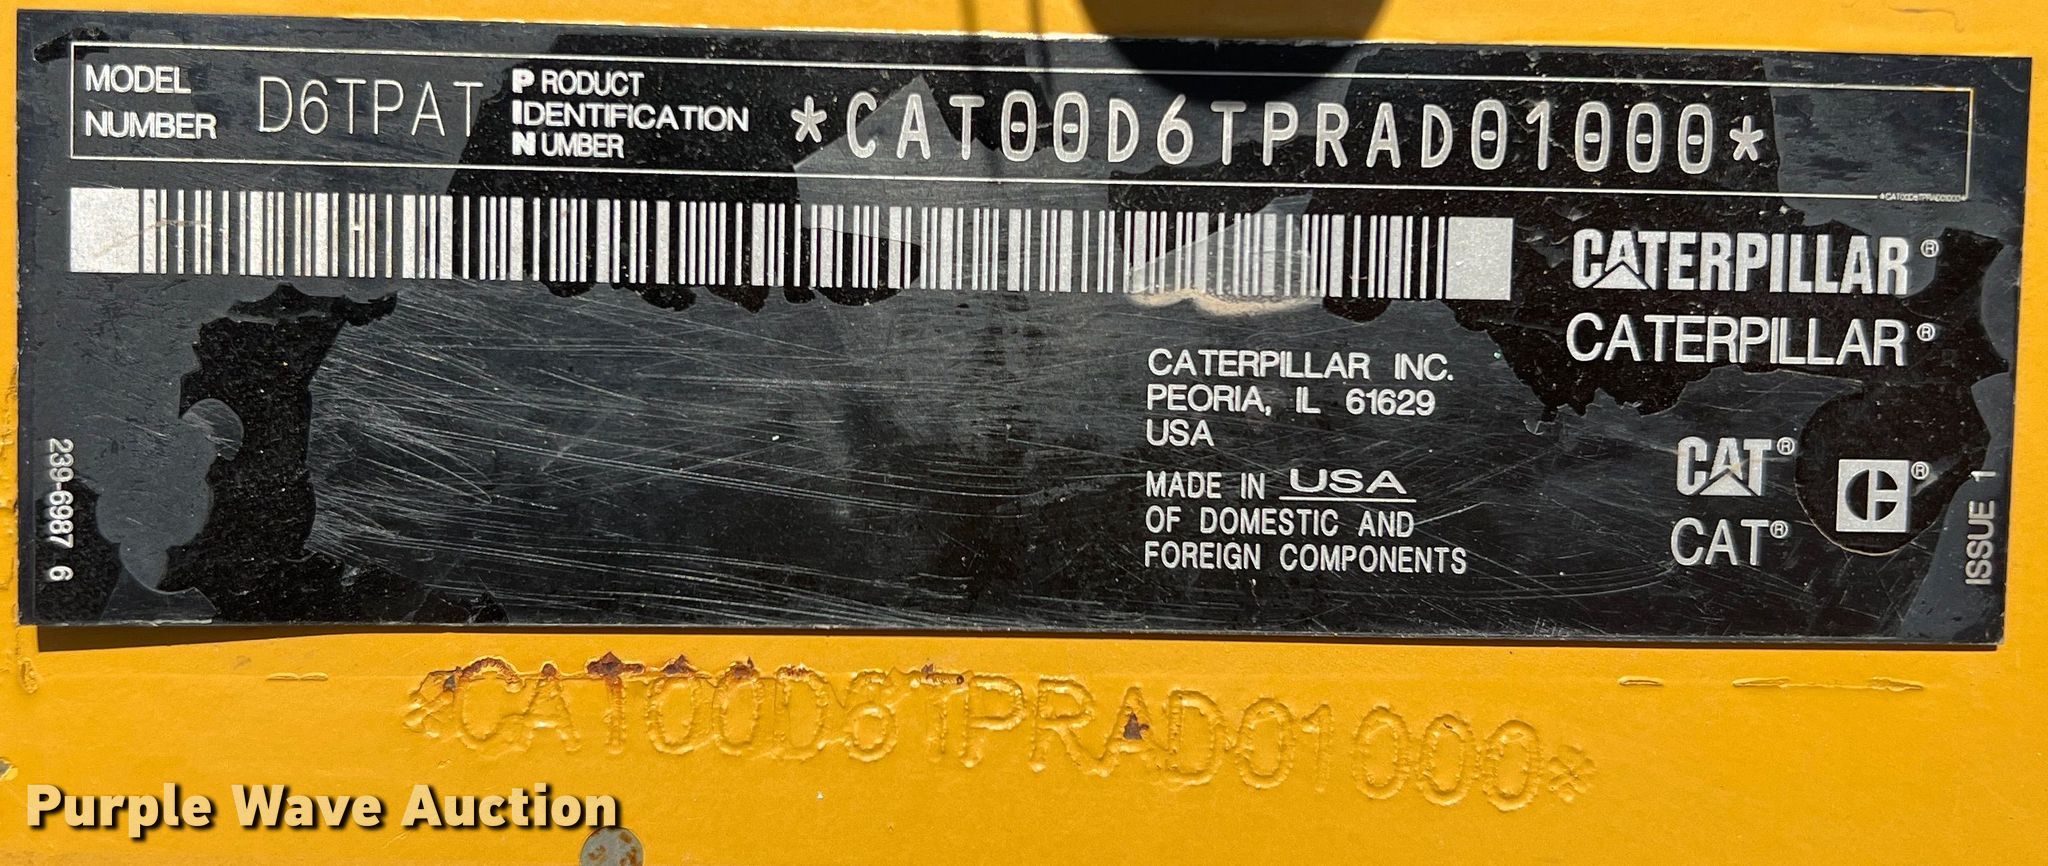 MODEL NUMBER D6TPAT PRODUCT IDENTIFICATION NUMBER *CAT00D6TPRAD01000*
*CAT00D6TPRAD01000*
CATERPILLAR®
CATERPILLAR®
CATERPILLAR INC.
PEORIA, IL 61629
USA
MADE IN USA
OF DOMESTIC AND
FOREIGN COMPONENTS
CAT®
CAT®
C®
239-6987 6
ISSUE 1
*CAT00D6TPRAD01000*
Purple Wave Auction